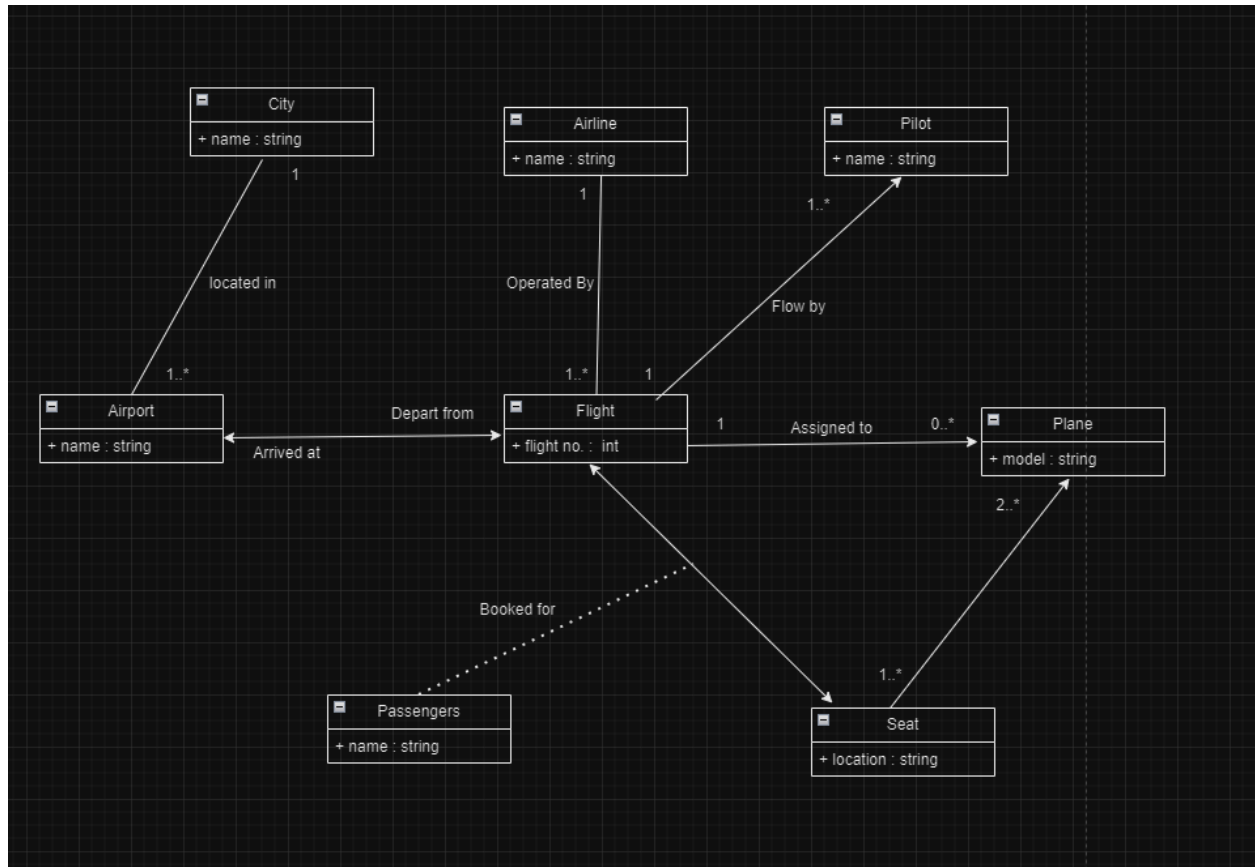 City
+ name : string
1
Airline
+ name : string
1
Pilot
+ name : string
1..*
located in
Operated By
Flow by
1..*
1..*
1
Airport
+ name : string
Depart from
Arrived at
Flight
+ flight no. : int
1
Assigned to
0..*
Plane
+ model : string
2..*
Booked for
1..*
Passengers
+ name : string
Seat
+ location : string